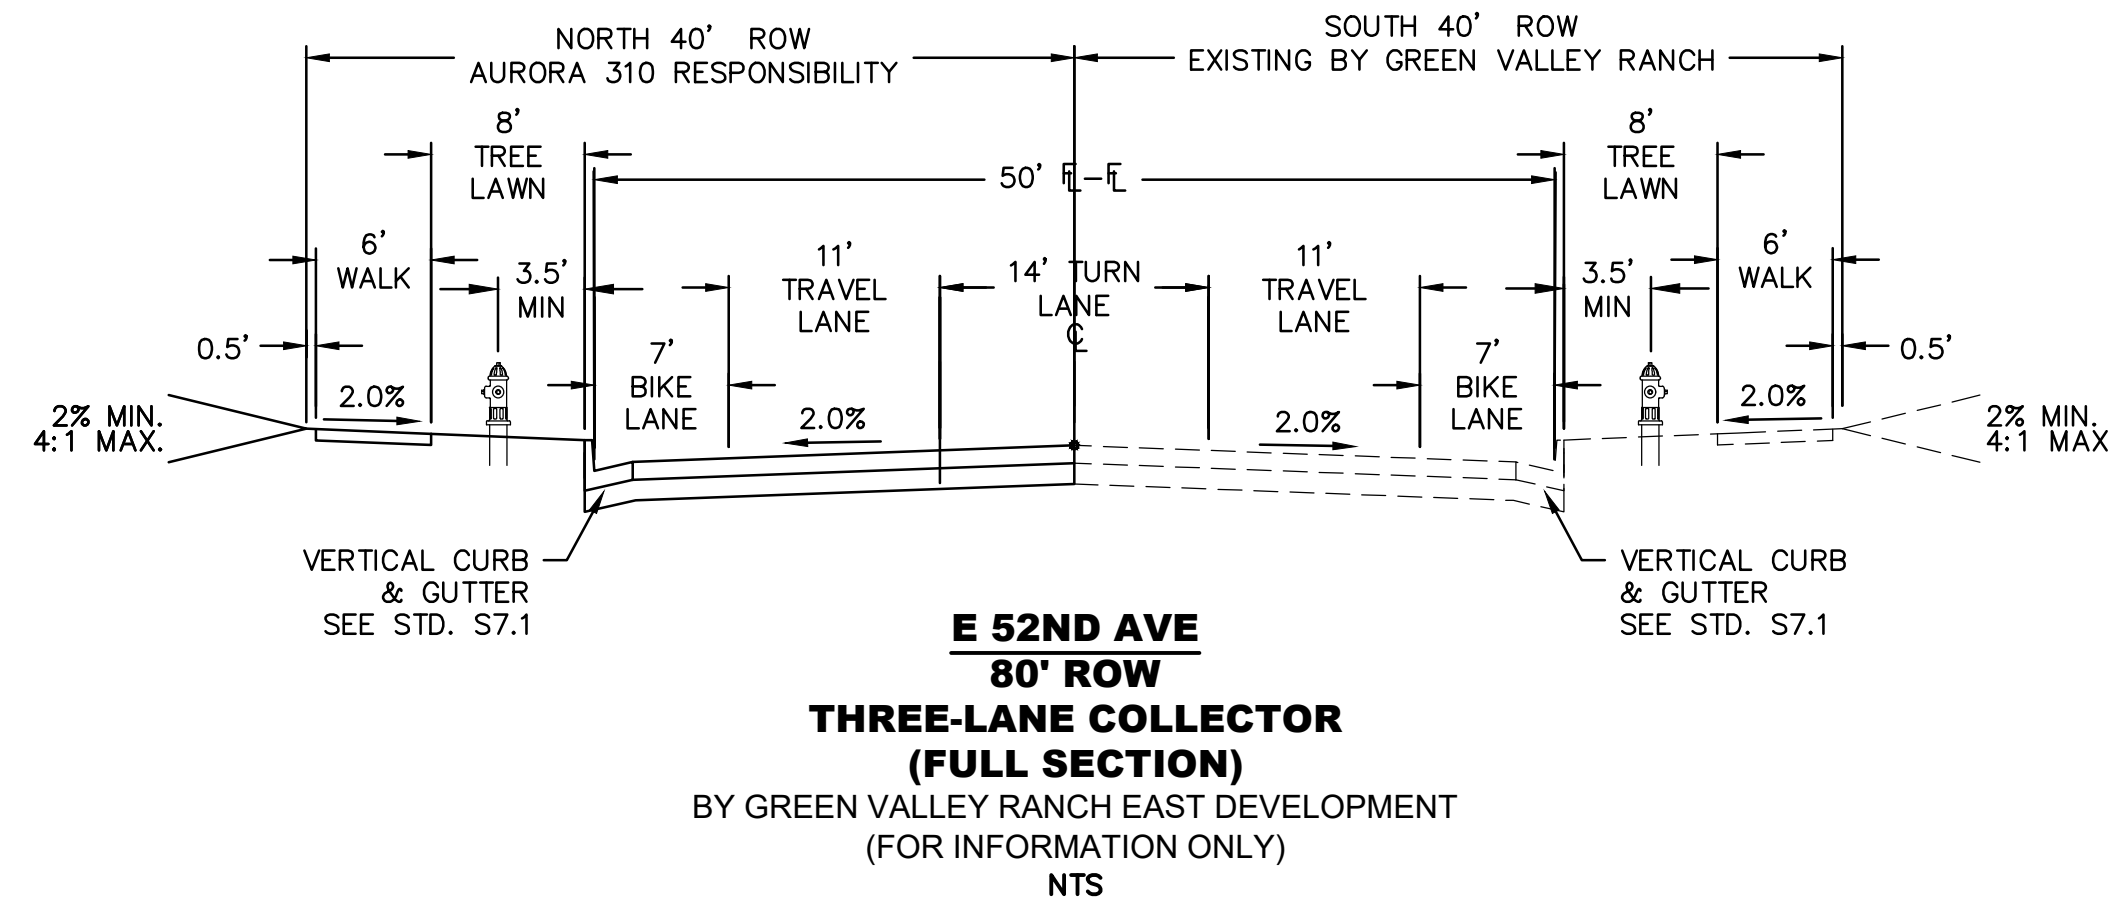 NORTH 40' ROW
AURORA 310 RESPONSIBILITY
SOUTH 40' ROW
EXISTING BY GREEN VALLEY RANCH
8'
TREE
LAWN
50' FL-FL
8'
TREE
LAWN
6'
WALK
3.5'
MIN
11'
TRAVEL
LANE
14' TURN
LANE
CL
11'
TRAVEL
LANE
3.5'
MIN
6'
WALK
0.5'
7'
BIKE
LANE
7'
BIKE
LANE
0.5'
2% MIN.
4:1 MAX.
2.0%
2.0%
2.0%
2.0%
2% MIN.
4:1 MAX
VERTICAL CURB
& GUTTER
SEE STD. S7.1
VERTICAL CURB
& GUTTER
SEE STD. S7.1
E 52ND AVE
80' ROW
THREE-LANE COLLECTOR
(FULL SECTION)
BY GREEN VALLEY RANCH EAST DEVELOPMENT
(FOR INFORMATION ONLY)
NTS